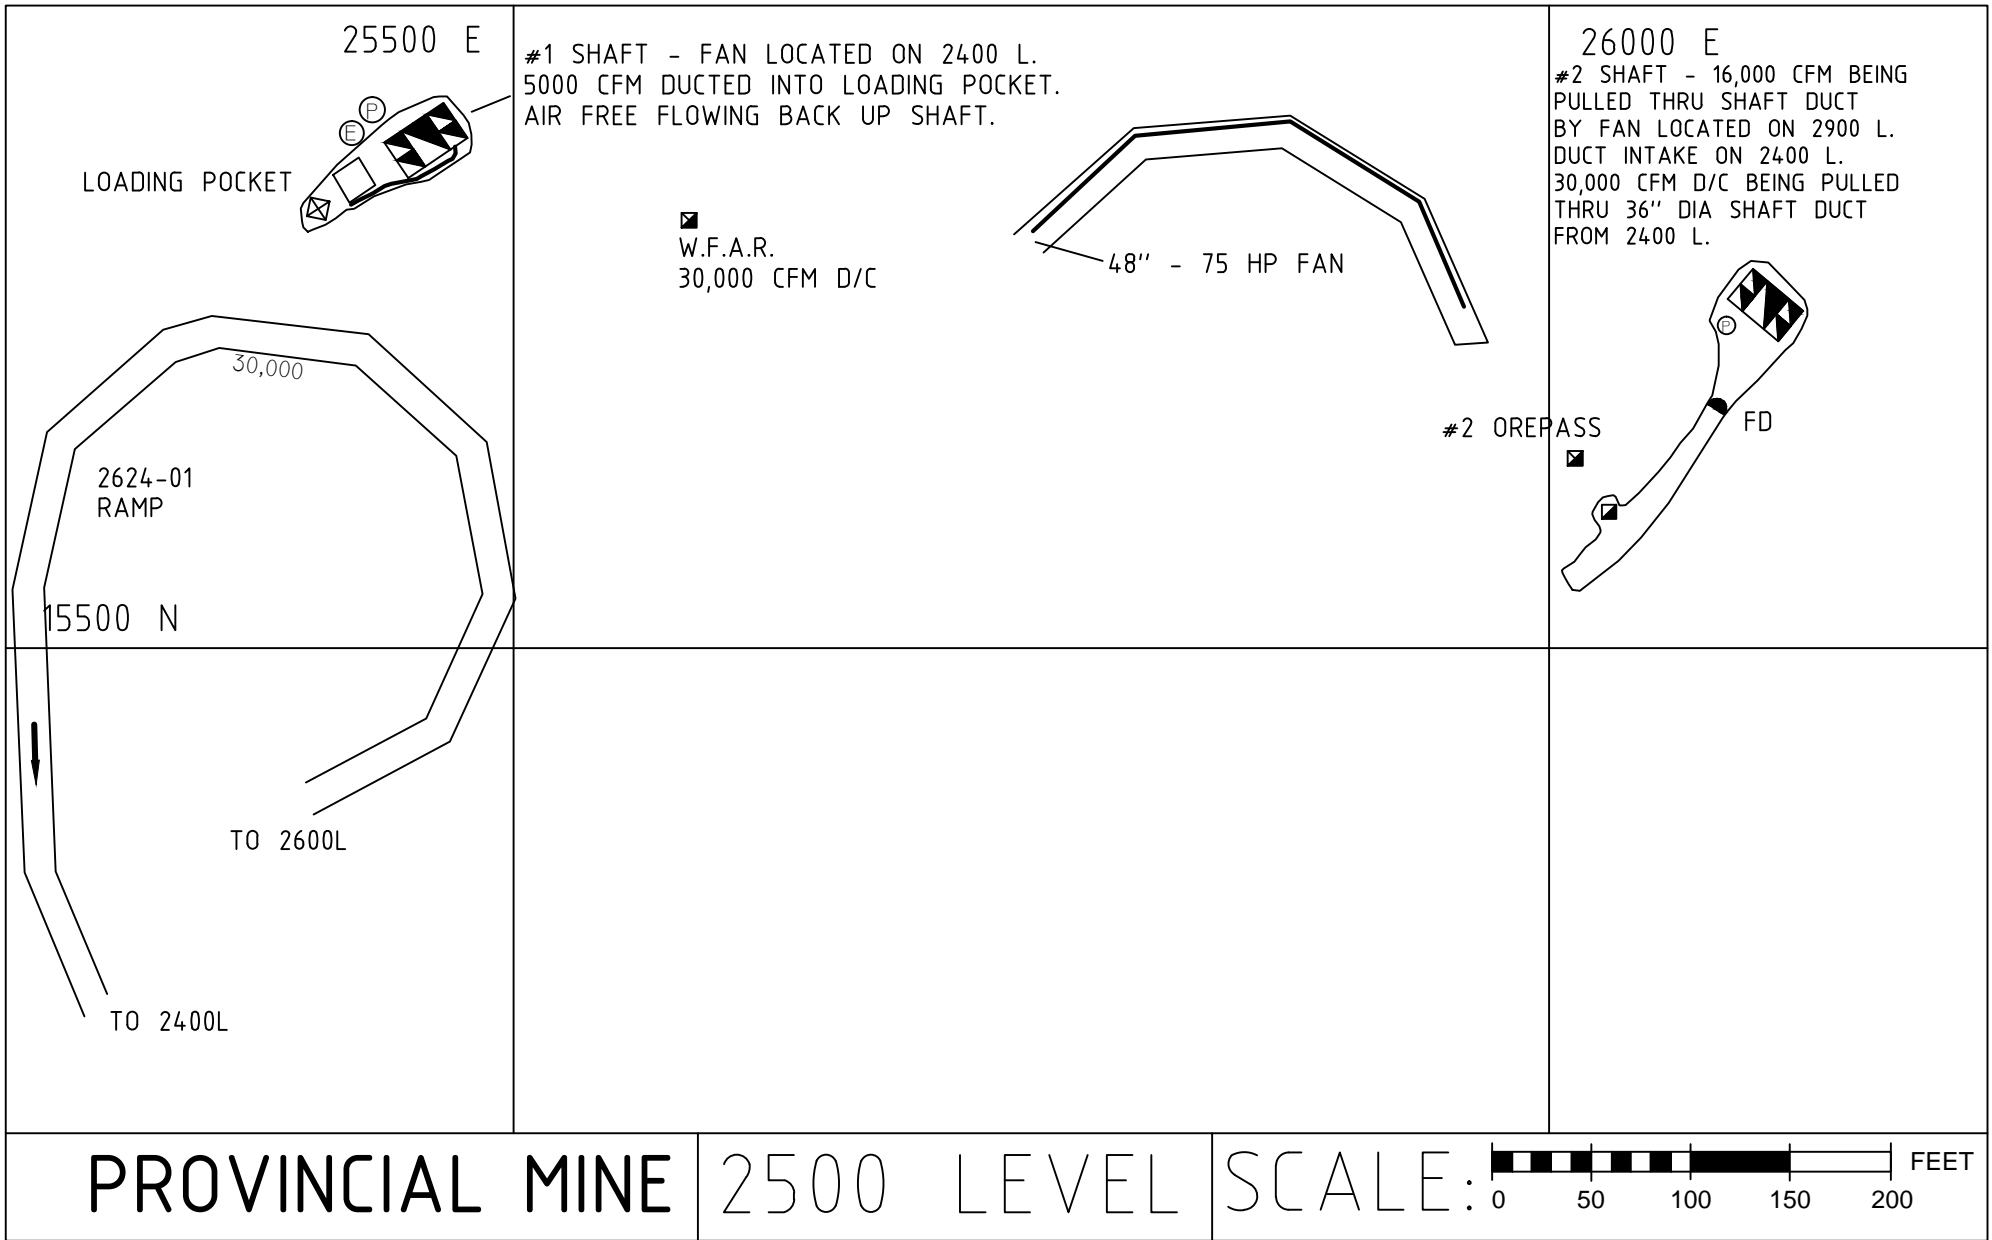 25500 E
#1 SHAFT - FAN LOCATED ON 2400 L.
5000 CFM DUCTED INTO LOADING POCKET.
AIR FREE FLOWING BACK UP SHAFT.
26000 E
#2 SHAFT - 16,000 CFM BEING
PULLED THRU SHAFT DUCT
BY FAN LOCATED ON 2900 L.
DUCT INTAKE ON 2400 L.
30,000 CFM D/C BEING PULLED
THRU 36" DIA SHAFT DUCT
FROM 2400 L.
P
E
LOADING POCKET
W.F.A.R.
30,000 CFM D/C
48" - 75 HP FAN
P
30,000
#2 OREPASS
FD
2624-01
RAMP
15500 N
TO 2600L
TO 2400L
PROVINCIAL MINE
2500 LEVEL
SCALE:
FEET
0 50 100 150 200